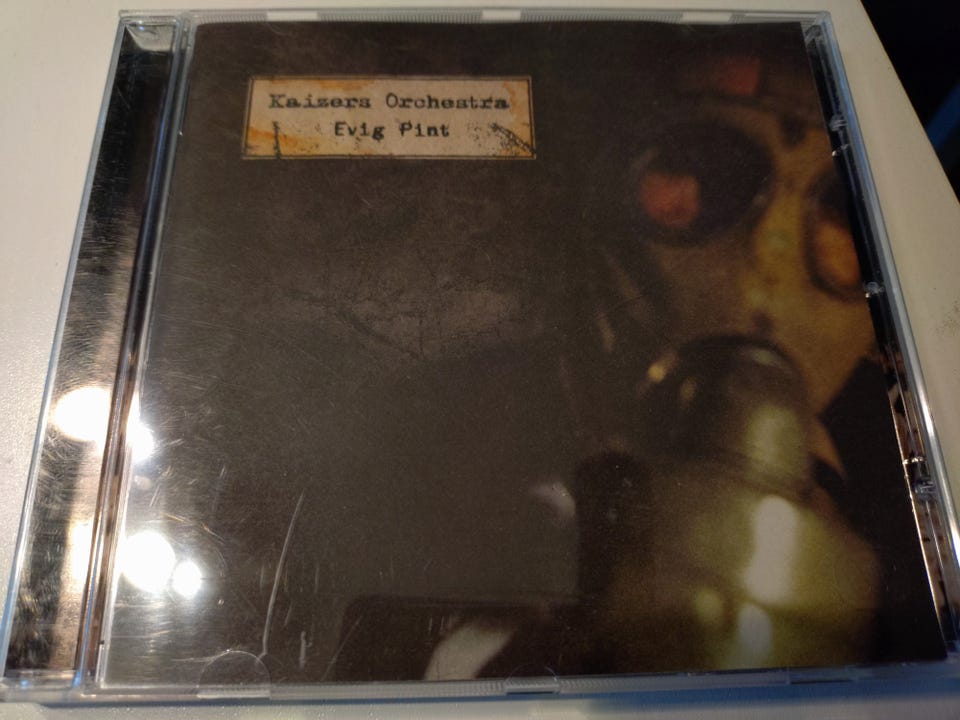 Kaizers Orchestra
Evig Pint